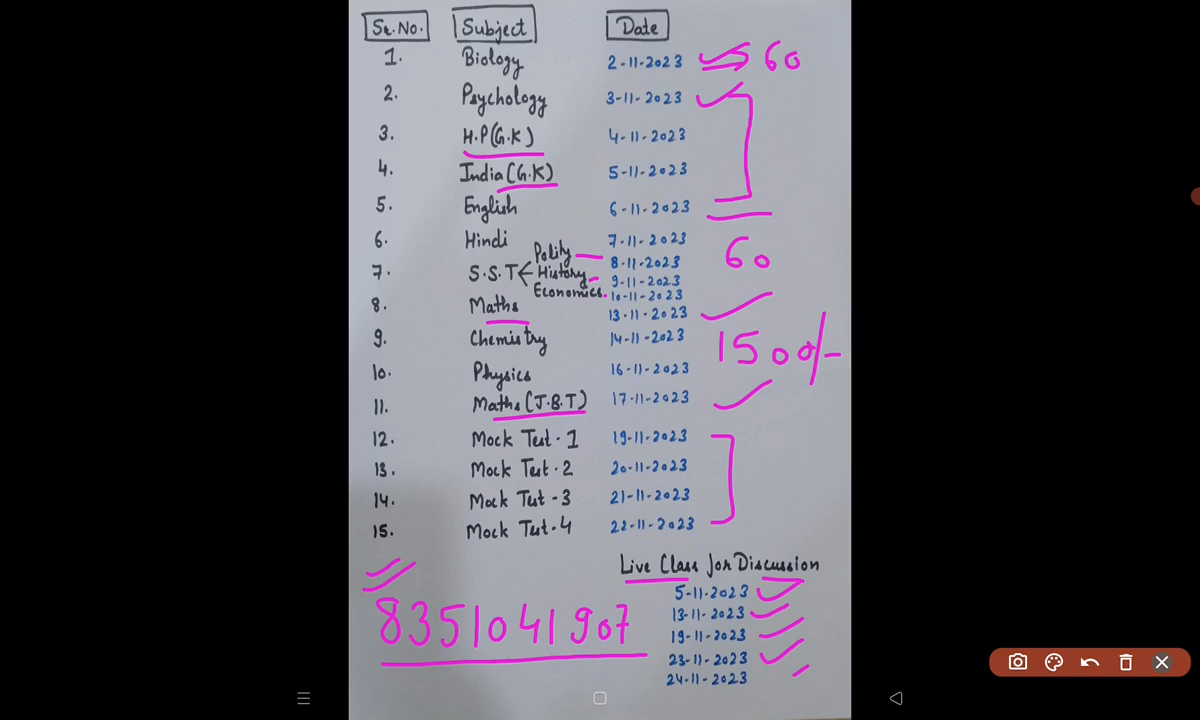 Sr. No. Subject Date
1. Biology 2-11-2023 60
2. Psychology 3-11-2023
3. H.P(G.K) 4-11-2023
4. India(G.K) 5-11-2023
5. English 6-11-2023
6. Hindi 7-11-2023
Polity 8-11-2023 60
7. S.S.T History 9-11-2023
Economics. 10-11-2023
8. Maths 13-11-2023
9. Chemistry 14-11-2023 1500/-
10. Physics 16-11-2023
11. Maths(J.B.T) 17-11-2023
12. Mock Test-1 19-11-2023
13. Mock Test-2 20-11-2023
14. Mock Test-3 21-11-2023
15. Mock Test-4 22-11-2023
Live Class for Discussion
5-11-2023
13-11-2023
8351041907
19-11-2023
23-11-2023
24-11-2023